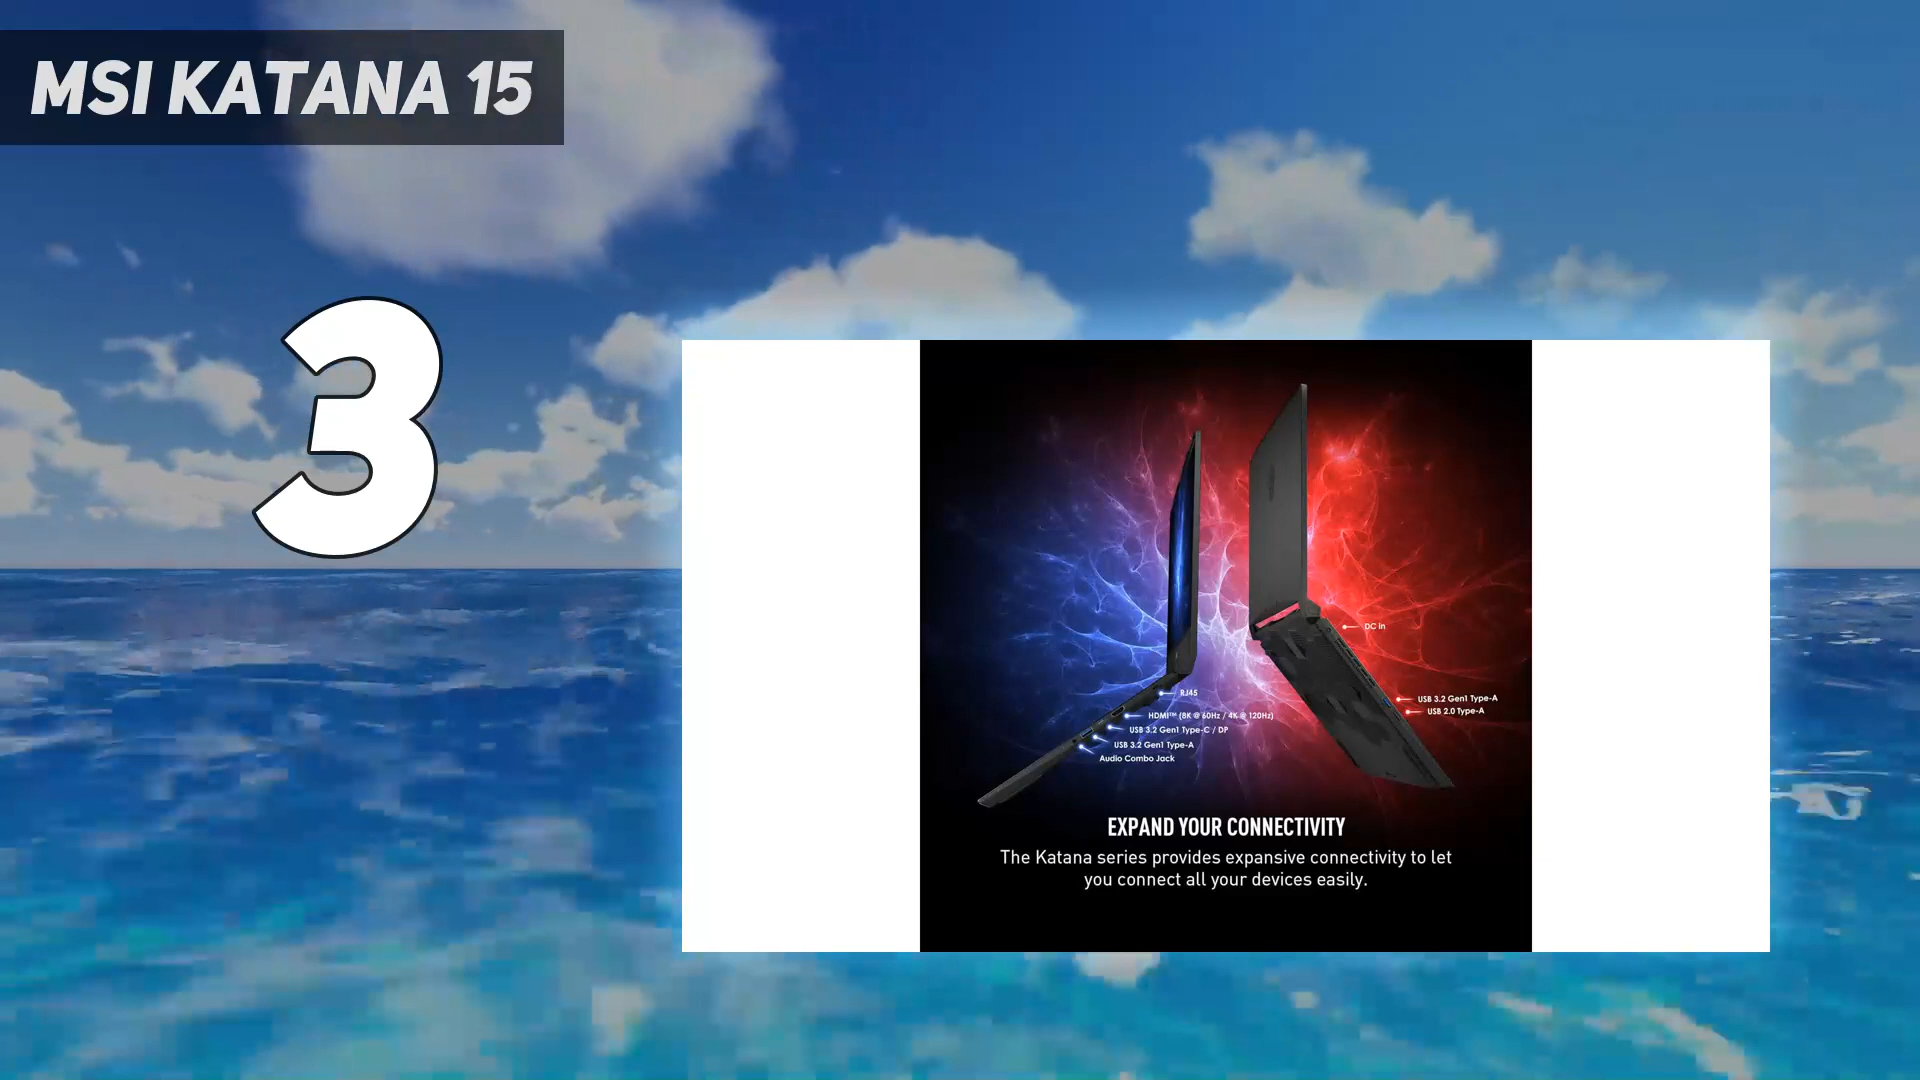 MSI KATANA 15
3
DC in
RJ45
USB 3.2 Gen1 Type-A
USB 2.0 Type-A
HDMI™ (8K @ 60Hz / 4K @ 120Hz)
USB 3.2 Gen1 Type-C / DP
USB 3.2 Gen1 Type-A
Audio Combo Jack
EXPAND YOUR CONNECTIVITY
The Katana series provides expansive connectivity to let
you connect all your devices easily.